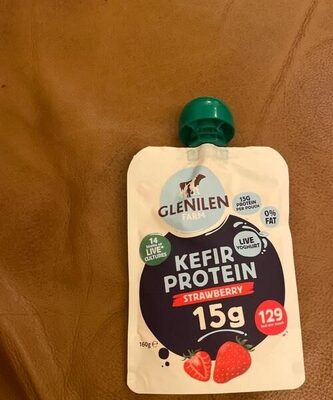 GLENILEN
FARM
15G
PROTEIN
PER POUCH
0%
FAT
14
LIVE
CULTURES
LIVE
YOGHURT
KEFIR
PROTEIN
STRAWBERRY
15g
129
160g e